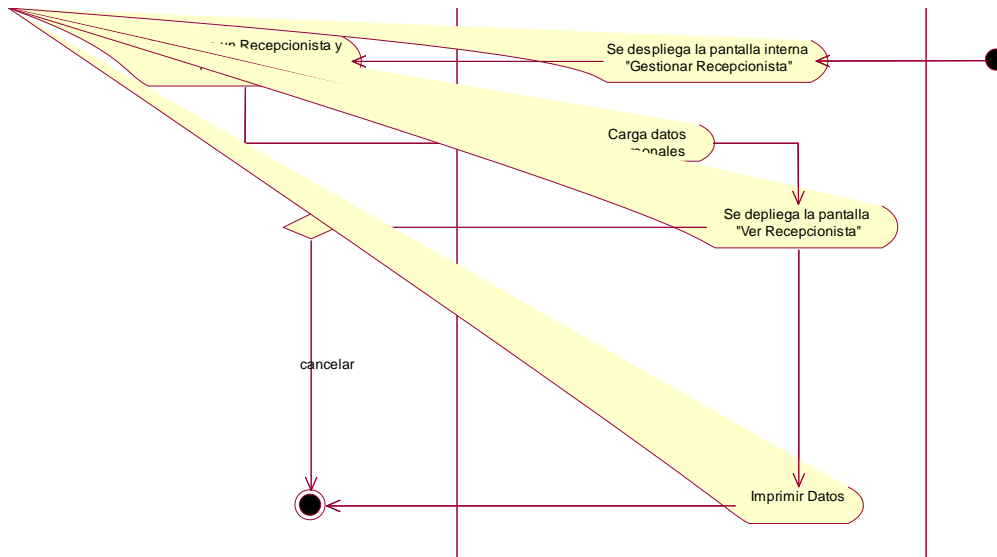 un Recepcionista y
Se despliega la pantalla interna
"Gestionar Recepcionista"
Carga datos
Se depliega la pantalla
"Ver Recepcionista"
cancelar
Imprimir Datos